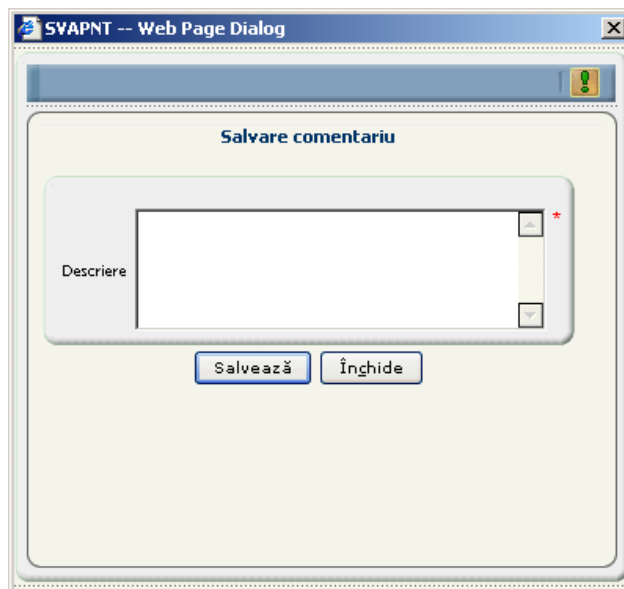 SVAPNT -- Web Page Dialog
Salvare comentariu
*
Descriere
Salvează Închide